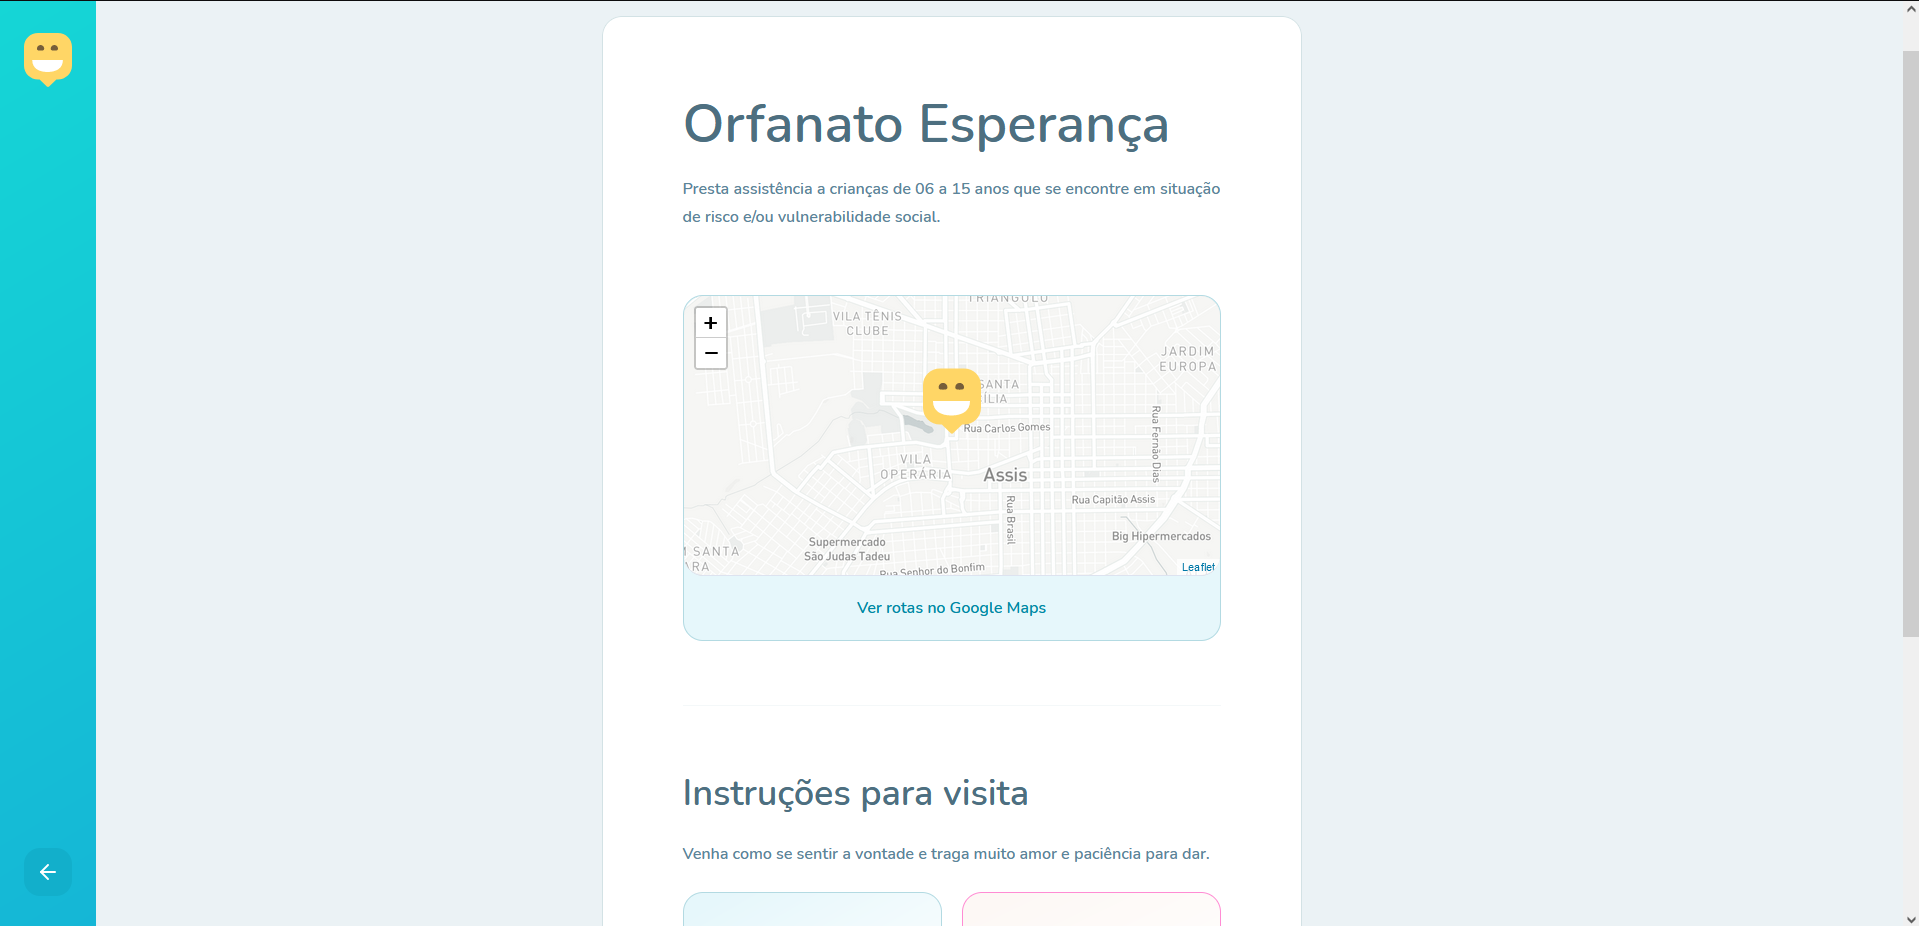 Orfanato Esperança
Presta assistência a crianças de 06 a 15 anos que se encontre em situação
de risco e/ou vulnerabilidade social.
+
−
TRIÂNGULO
VILA TÊNIS
CLUBE
JARDIM
EUROPA
SANTA
ÍLIA
Rua Carlos Gomes
Rua Fernão Dias
VILA
OPERÁRIA
Assis
Rua Capitão Assis
Rua Brasil
Big Hipermercados
Supermercado
São Judas Tadeu
M SANTA
RA
Rua Senhor do Bonfim
Leaflet
Ver rotas no Google Maps
Instruções para visita
Venha como se sentir a vontade e traga muito amor e paciência para dar.